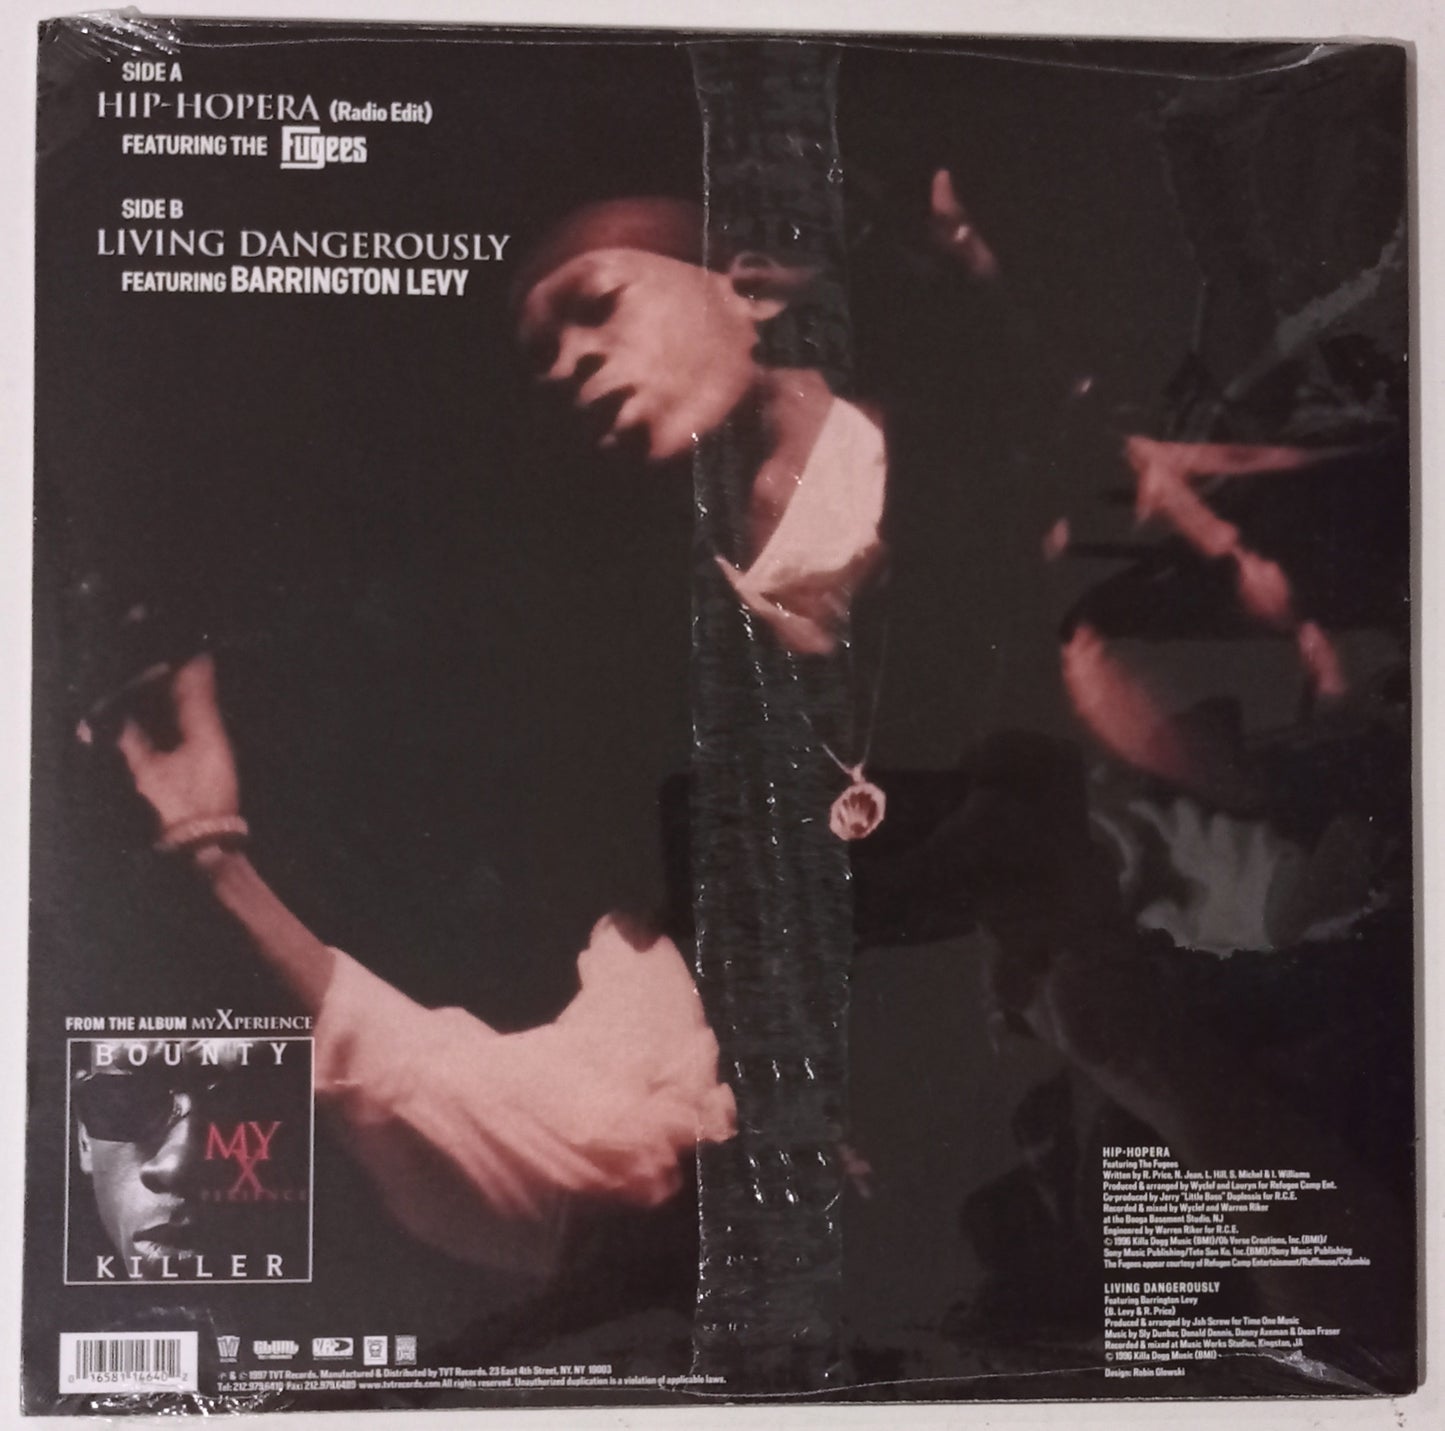 SIDE A
HIP-HOPERA (Radio Edit)
FEATURING THE Fugees
SIDE B
LIVING DANGEROUSLY
FEATURING BARRINGTON LEVY
FROM THE ALBUM MYXPERIENCE
BOUNTY
MY
X
PERIENCE
KILLER
HIP-HOPERA
Featuring The Fugees
Written by R. Price, N. Jean, L. Hill, S. Michel & I. Williams
Produced & arranged by Wyclef and Lauryn for Refugee Camp Ent.
Co-produced by Jerry "Little Bass" Duplessis for R.C.E.
Recorded & mixed by Wyclef and Warren Riker
at the Booga Basement Studio, NJ
Engineered by Warren Riker for R.C.E.
© 1996 Killa Dogg Music (BMI)/Ob Verse Creations, Inc. (BMI)/
Sony Music Publishing/Tete San Ko, Inc. (BMI)/Sony Music Publishing
The Fugees appear courtesy of Refugee Camp Entertainment/Ruffhouse/Columbia
LIVING DANGEROUSLY
Featuring Barrington Levy
(B. Levy & R. Price)
Produced & arranged by Jah Screw for Time One Music
Music by Sly Dunbar, Donald Dennis, Danny Axeman & Dean Fraser
Recorded & mixed at Music Works Studios, Kingston, JA
© 1996 Killa Dogg Music (BMI)
Design: Robin Glowski
0 16581 14640 2
TVT
BLUNT
℗ & © 1997 TVT Records. Manufactured & Distributed by TVT Records. 23 East 4th Street, NY, NY 10003
Tel: 212.979.6410 Fax: 212.979.6489 www.tvtrecords.com All rights reserved. Unauthorized duplication is a violation of applicable laws.